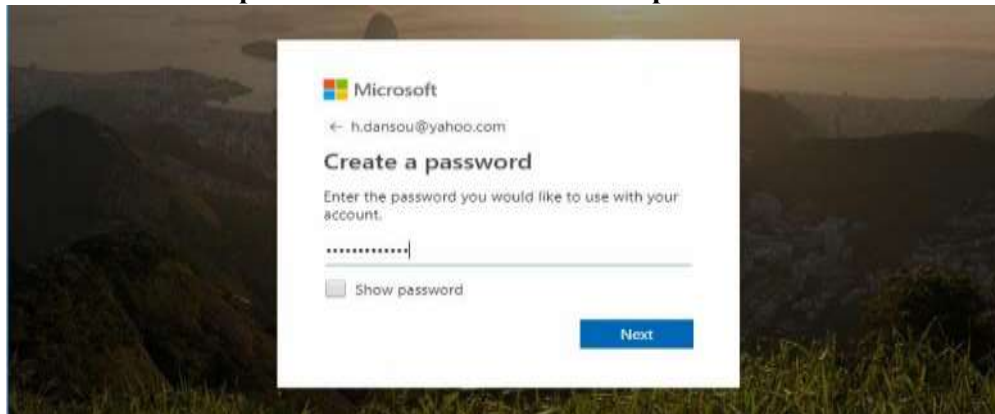 Microsoft
← h.dansou@yahoo.com
Create a password
Enter the password you would like to use with your
account.
•••••••••••••
Show password
Next